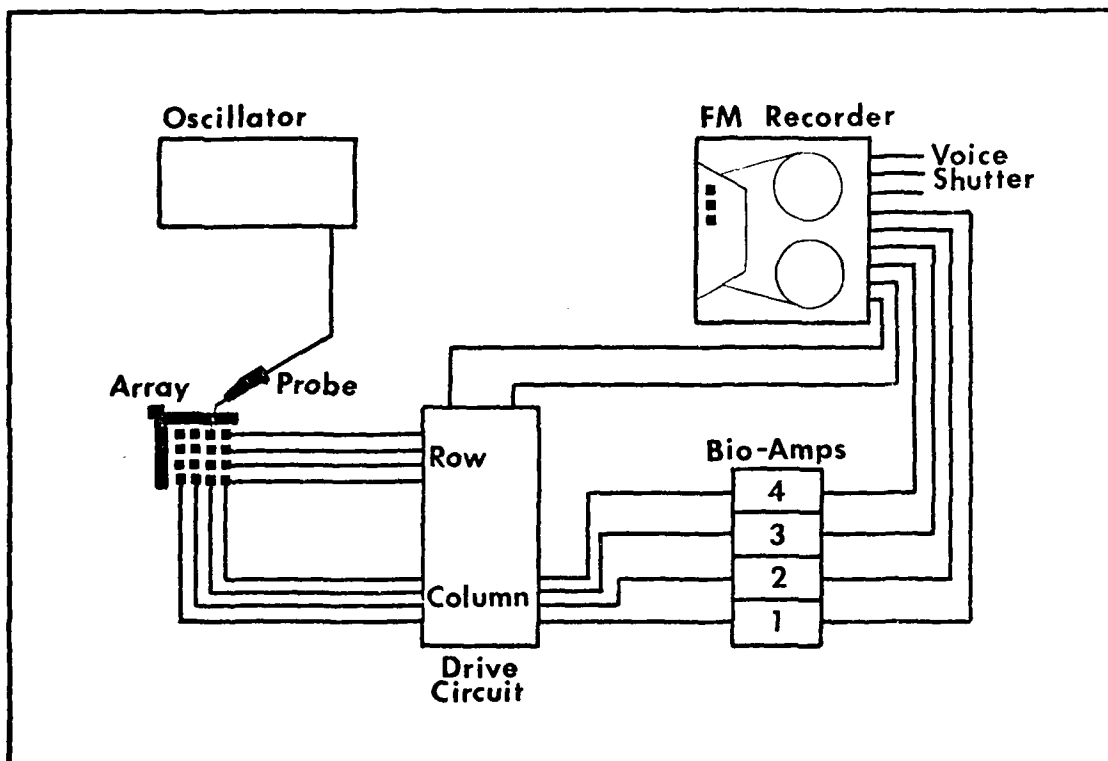 Oscillator
FM Recorder
Voice
Shutter
Array
Probe
Row
Bio-Amps
4
3
2
1
Column
Drive
Circuit